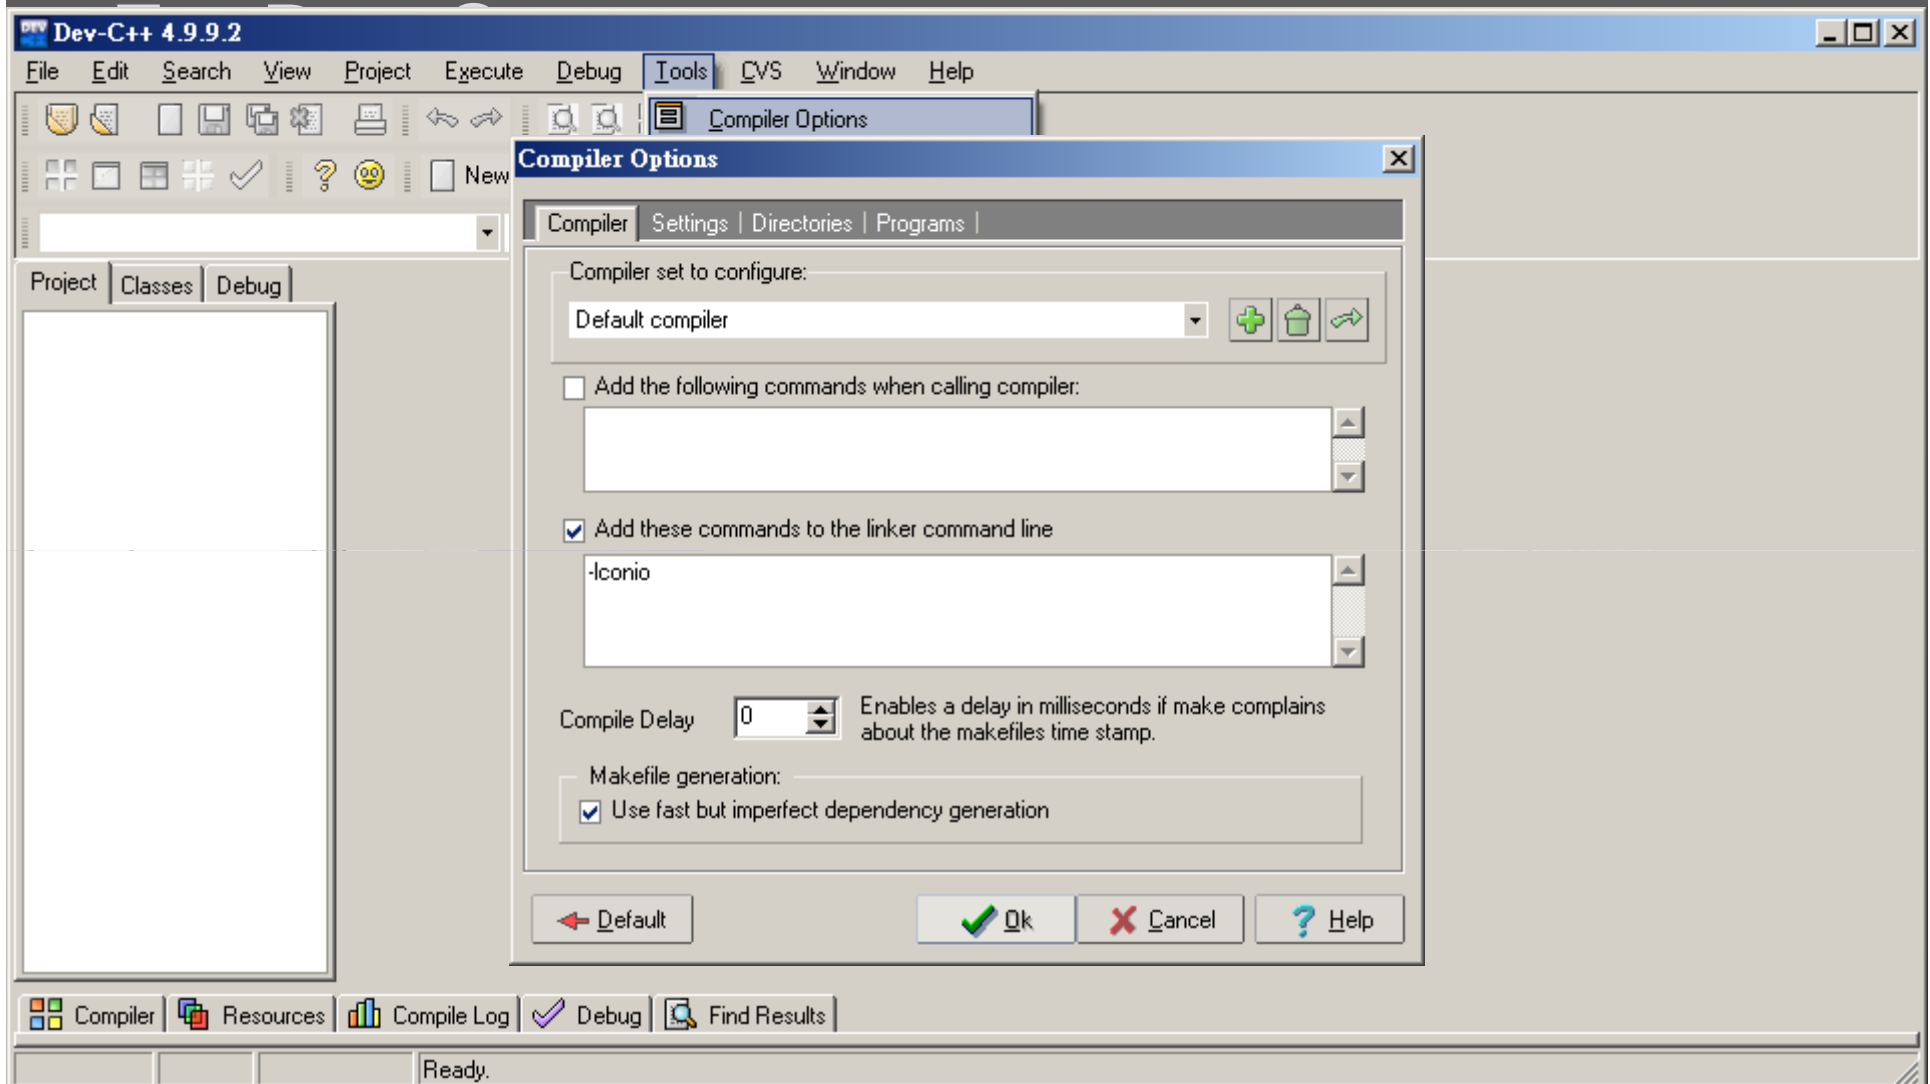 Dev-C++ 4.9.9.2
File Edit Search View Project Execute Debug Tools CVS Window Help
Compiler Options
New
Compiler Options
Compiler Settings Directories Programs
Project Classes Debug
Compiler set to configure:
Default compiler
Add the following commands when calling compiler:
Add these commands to the linker command line
-lconio
Compile Delay 0
Enables a delay in milliseconds if make complains
about the makefiles time stamp.
Makefile generation:
Use fast but imperfect dependency generation
Default Ok Cancel Help
Compiler Resources Compile Log Debug Find Results
Ready.